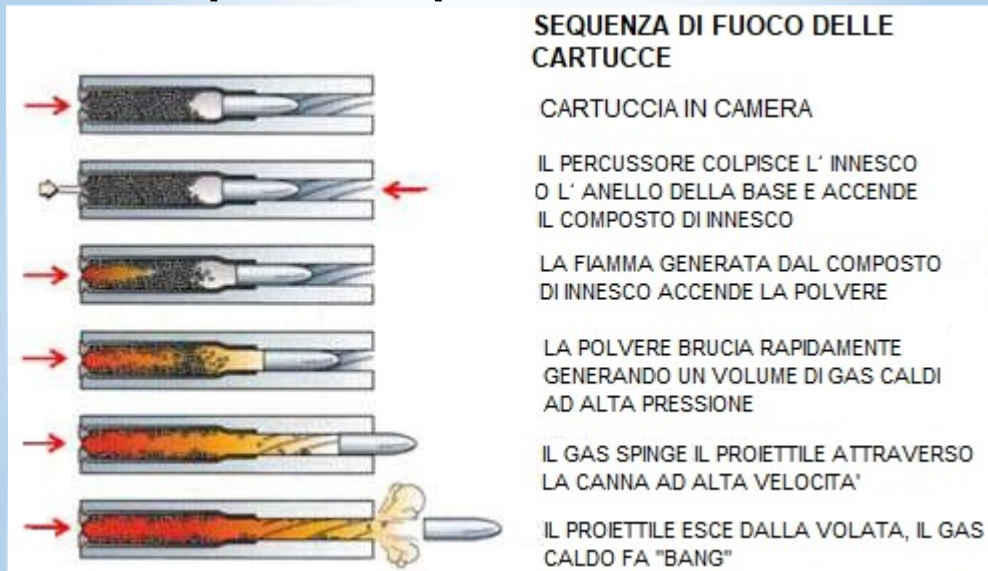 SEQUENZA DI FUOCO DELLE
CARTUCCE
CARTUCCIA IN CAMERA
IL PERCUSSORE COLPISCE L' INNESCO
O L' ANELLO DELLA BASE E ACCENDE
IL COMPOSTO DI INNESCO
LA FIAMMA GENERATA DAL COMPOSTO
DI INNESCO ACCENDE LA POLVERE
LA POLVERE BRUCIA RAPIDAMENTE
GENERANDO UN VOLUME DI GAS CALDI
AD ALTA PRESSIONE
IL GAS SPINGE IL PROIETTILE ATTRAVERSO
LA CANNA AD ALTA VELOCITA'
IL PROIETTILE ESCE DALLA VOLATA, IL GAS
CALDO FA "BANG"